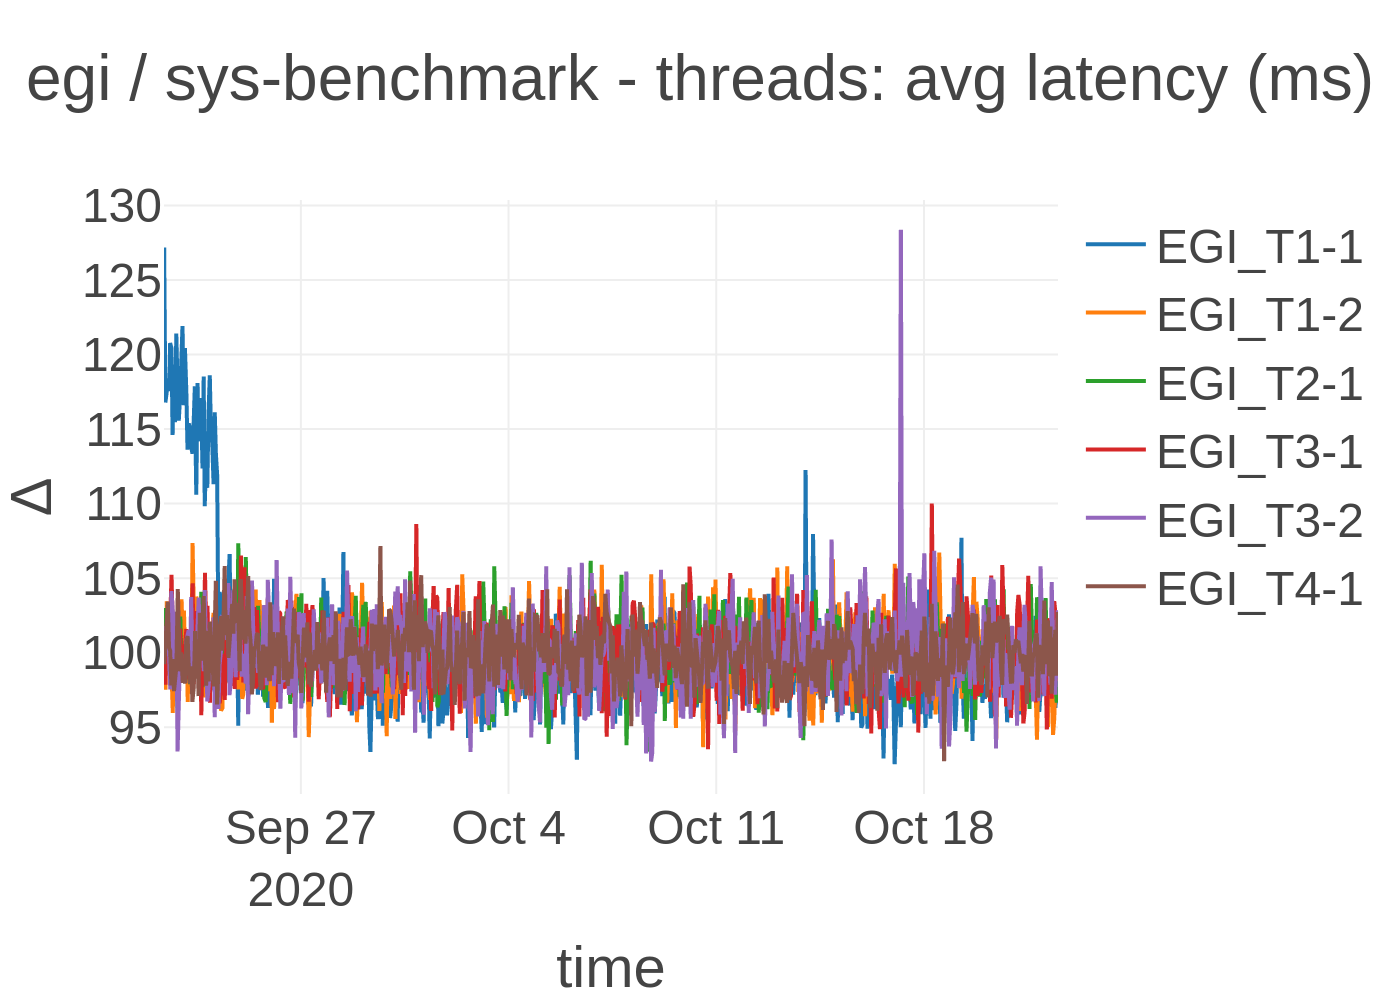 egi / sys-benchmark - threads: avg latency (ms)
130
125
120
115
110
105
100
95
Δ
Sep 27
2020
Oct 4
Oct 11
Oct 18
time
EGI_T1-1
EGI_T1-2
EGI_T2-1
EGI_T3-1
EGI_T3-2
EGI_T4-1